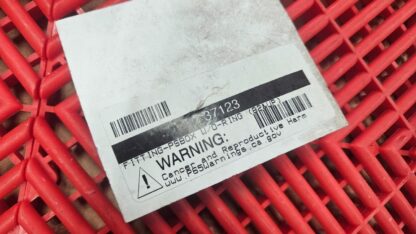 37123
FITTING-PSBOX W/O-RING
WARNING:
Cancer and Reproductive Harm
www.P65Warnings.ca.gov